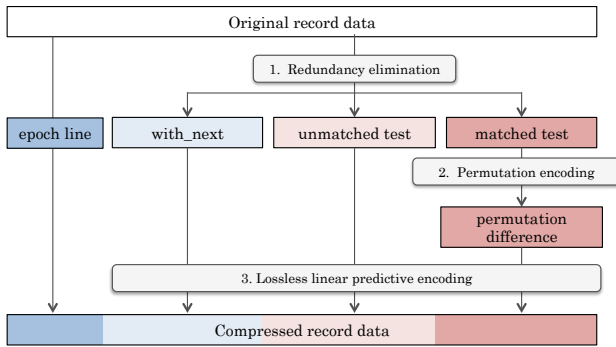 Original record data
1. Redundancy elimination
epoch line
with_next
unmatched test
matched test
2. Permutation encoding
permutation
difference
3. Lossless linear predictive encoding
Compressed record data